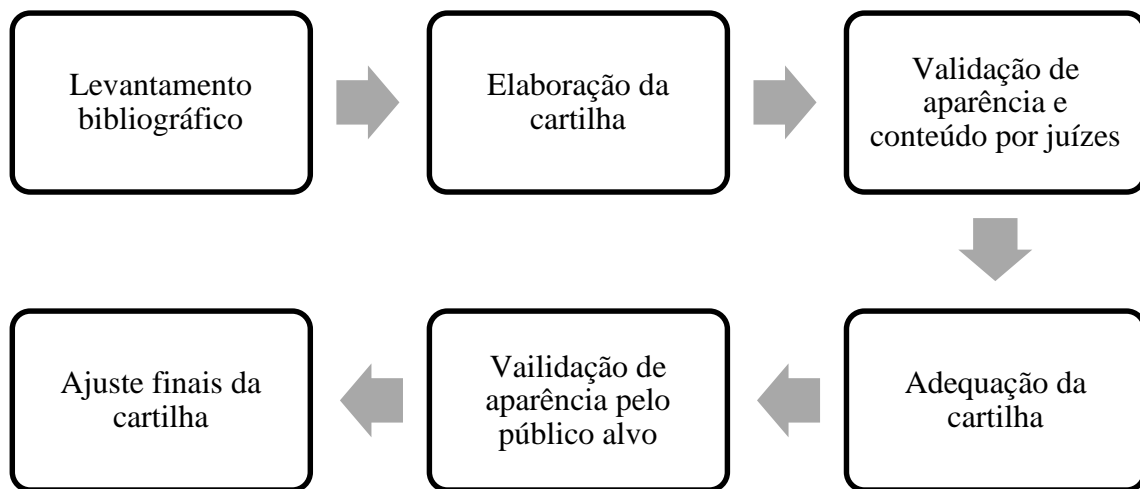 Levantamento
bibliográfico
Elaboração da
cartilha
Validação de
aparência e
conteúdo por juízes
Adequação da
cartilha
Vailidação de
aparência pelo
público alvo
Ajuste finais da
cartilha